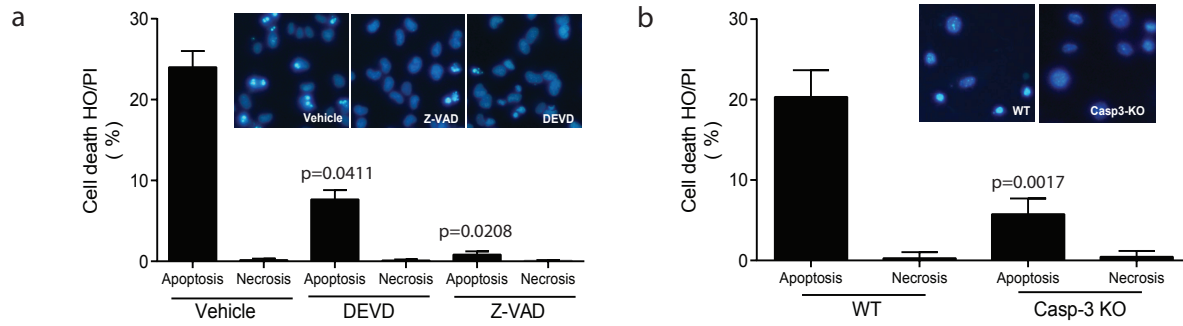 a
Cell death HO/PI
( %)
30
20
10
0
Vehicle
Z-VAD
DEVD
p=0.0411
p=0.0208
Apoptosis Necrosis Apoptosis Necrosis Apoptosis Necrosis
Vehicle DEVD Z-VAD
b
Cell death HO/PI
( %)
30
20
10
0
WT
Casp3-KO
p=0.0017
Apoptosis Necrosis Apoptosis Necrosis
WT Casp-3 KO